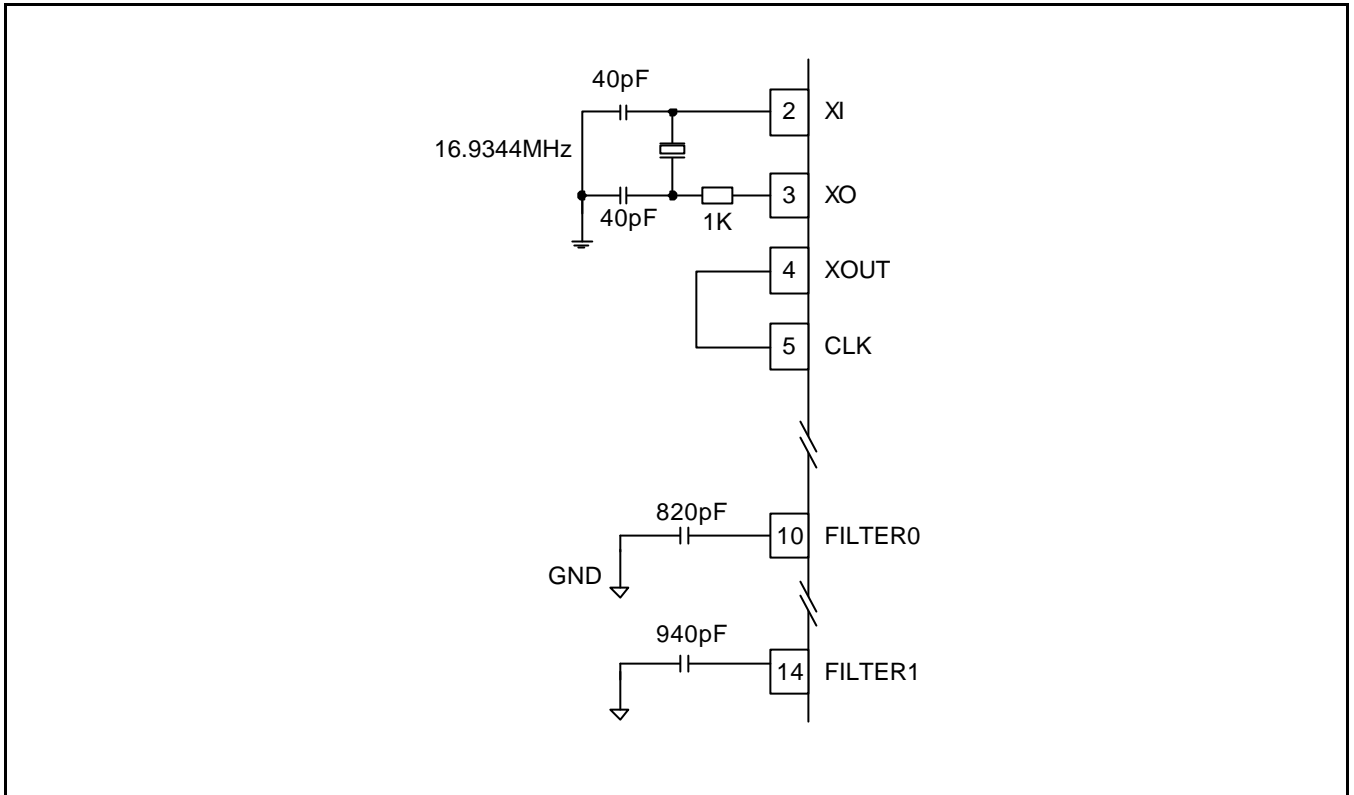 40pF
2 XI
16.9344MHz
3 XO
40pF
1K
4 XOUT
5 CLK
820pF
10 FILTER0
GND
940pF
14 FILTER1